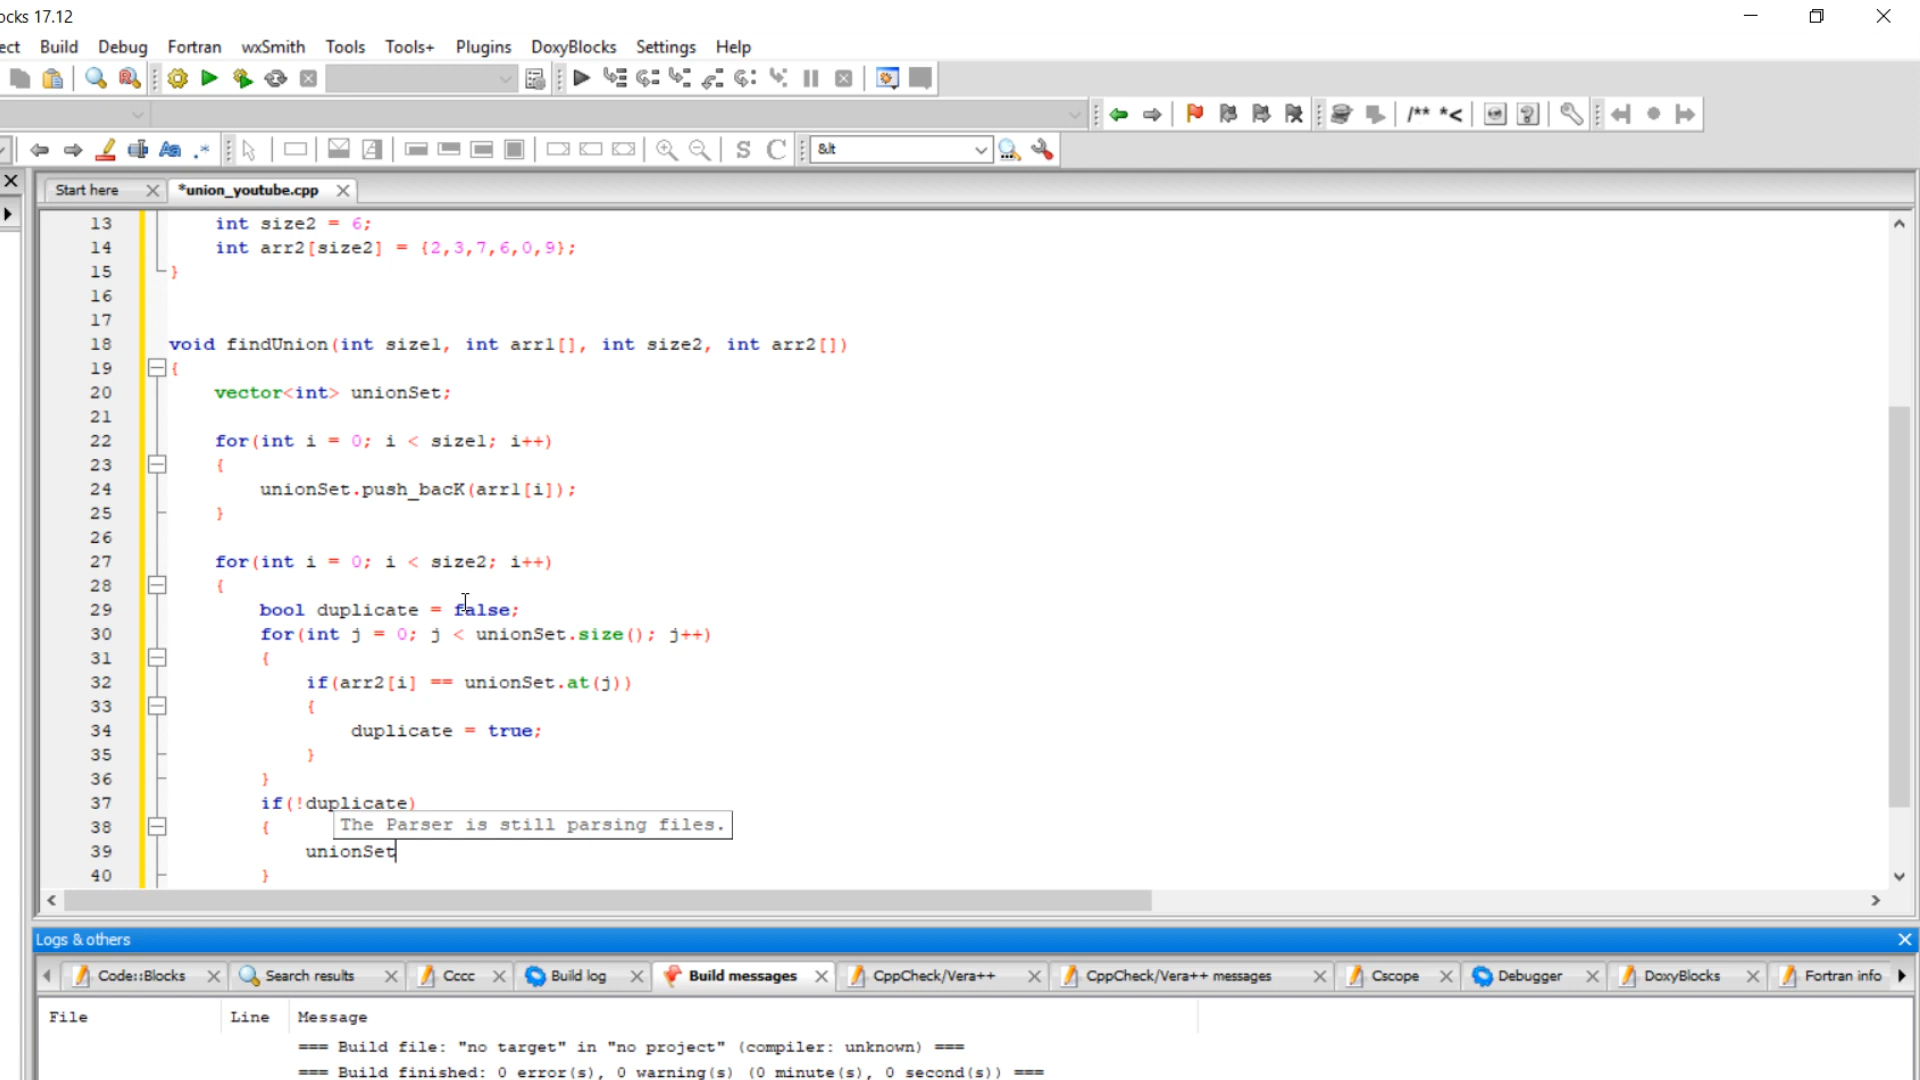 ocks 17.12
ect Build Debug Fortran wxSmith Tools Tools+ Plugins DoxyBlocks Settings Help
/** *<
S C &lt
Start here *union_youtube.cpp
13 int size2 = 6;
14 int arr2[size2] = {2,3,7,6,0,9};
15 }
16
17
18 void findUnion(int size1, int arr1[], int size2, int arr2[])
19 {
20 vector<int> unionSet;
21
22 for(int i = 0; i < size1; i++)
23 {
24 unionSet.push_bacK(arr1[i]);
25 }
26
27 for(int i = 0; i < size2; i++)
28 {
29 bool duplicate = false;
30 for(int j = 0; j < unionSet.size(); j++)
31 {
32 if(arr2[i] == unionSet.at(j))
33 {
34 duplicate = true;
35 }
36 }
37 if(!duplicate)
38 { The Parser is still parsing files.
39 unionSet
40 }
Logs & others
Code::Blocks Search results Cccc Build log Build messages CppCheck/Vera++ CppCheck/Vera++ messages Cscope Debugger DoxyBlocks Fortran info
File Line Message
=== Build file: "no target" in "no project" (compiler: unknown) ===
=== Build finished: 0 error(s), 0 warning(s) (0 minute(s), 0 second(s)) ===